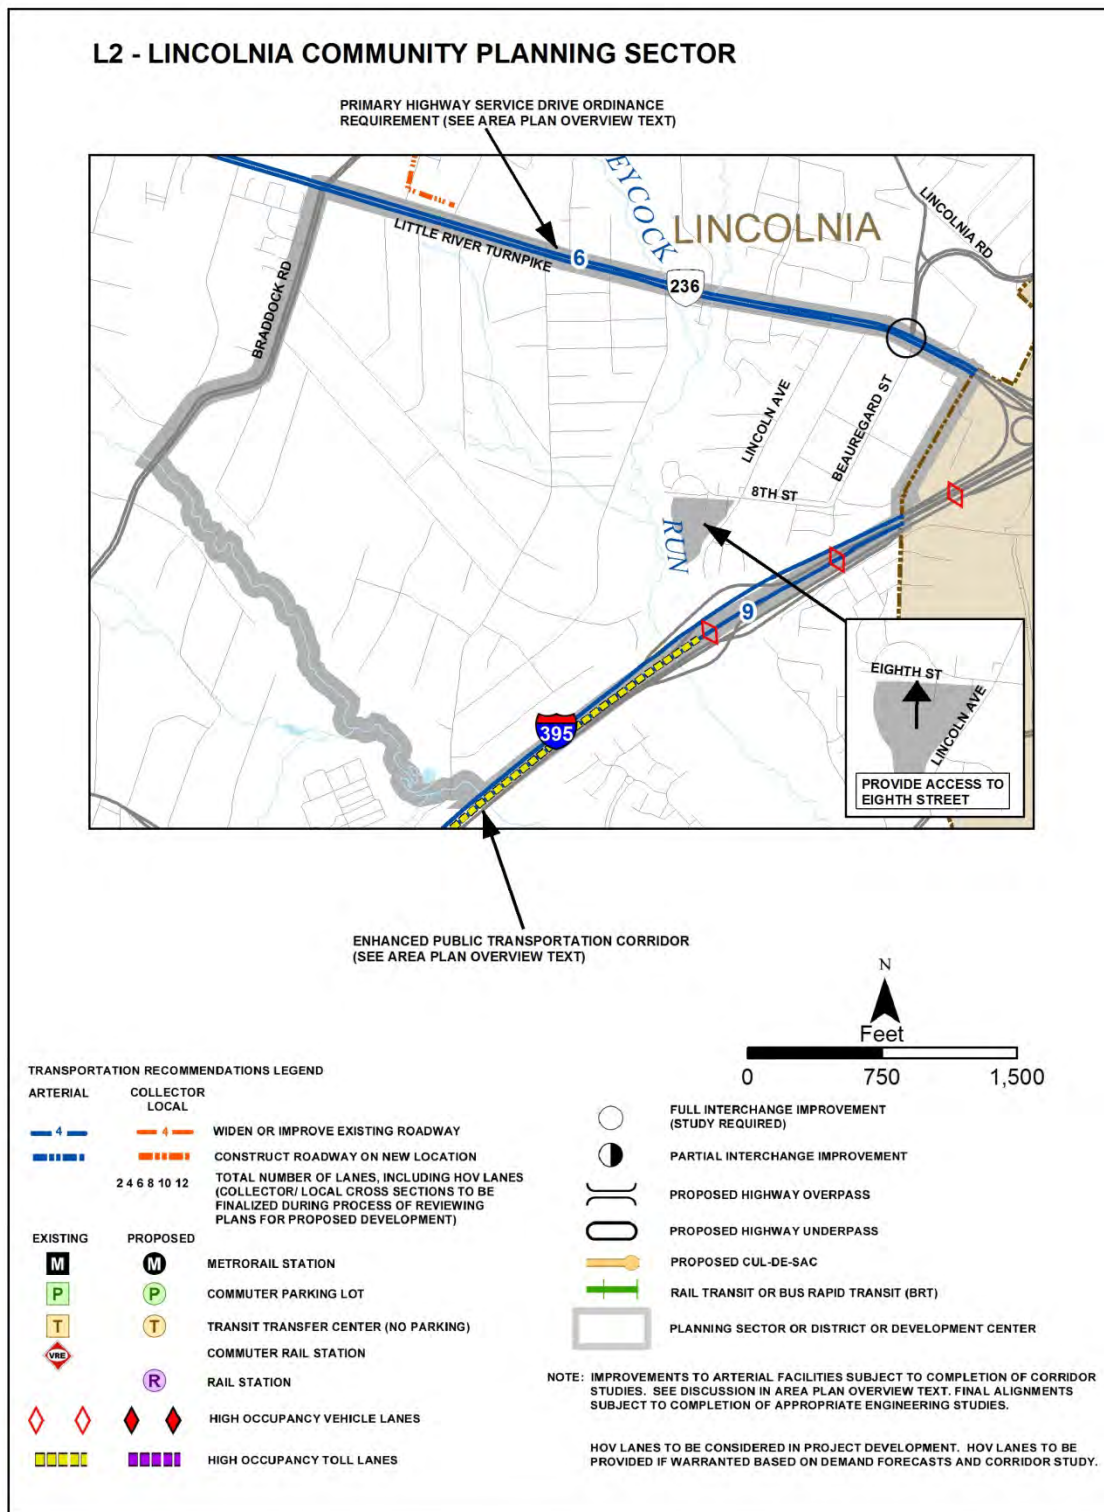 L2 - LINCOLNIA COMMUNITY PLANNING SECTOR
PRIMARY HIGHWAY SERVICE DRIVE ORDINANCE
REQUIREMENT (SEE AREA PLAN OVERVIEW TEXT)
EYCOCK
LINCOLNIA
LINCOLNIA RD
LITTLE RIVER TURNPIKE
6
236
BRADDOCK RD
LINCOLN AVE
BEAUREGARD ST
8TH ST
RUN
9
395
EIGHTH ST
LINCOLN AVE
PROVIDE ACCESS TO
EIGHTH STREET
ENHANCED PUBLIC TRANSPORTATION CORRIDOR
(SEE AREA PLAN OVERVIEW TEXT)
N
Feet
0 750 1,500
TRANSPORTATION RECOMMENDATIONS LEGEND
ARTERIAL COLLECTOR
LOCAL
4 4 WIDEN OR IMPROVE EXISTING ROADWAY
CONSTRUCT ROADWAY ON NEW LOCATION
2 4 6 8 10 12 TOTAL NUMBER OF LANES, INCLUDING HOV LANES
(COLLECTOR/ LOCAL CROSS SECTIONS TO BE
FINALIZED DURING PROCESS OF REVIEWING
PLANS FOR PROPOSED DEVELOPMENT)
EXISTING PROPOSED
M M METRORAIL STATION
P P COMMUTER PARKING LOT
T T TRANSIT TRANSFER CENTER (NO PARKING)
VRE COMMUTER RAIL STATION
R RAIL STATION
HIGH OCCUPANCY VEHICLE LANES
HIGH OCCUPANCY TOLL LANES
FULL INTERCHANGE IMPROVEMENT
(STUDY REQUIRED)
PARTIAL INTERCHANGE IMPROVEMENT
PROPOSED HIGHWAY OVERPASS
PROPOSED HIGHWAY UNDERPASS
PROPOSED CUL-DE-SAC
RAIL TRANSIT OR BUS RAPID TRANSIT (BRT)
PLANNING SECTOR OR DISTRICT OR DEVELOPMENT CENTER
NOTE: IMPROVEMENTS TO ARTERIAL FACILITIES SUBJECT TO COMPLETION OF CORRIDOR
STUDIES. SEE DISCUSSION IN AREA PLAN OVERVIEW TEXT. FINAL ALIGNMENTS
SUBJECT TO COMPLETION OF APPROPRIATE ENGINEERING STUDIES.
HOV LANES TO BE CONSIDERED IN PROJECT DEVELOPMENT. HOV LANES TO BE
PROVIDED IF WARRANTED BASED ON DEMAND FORECASTS AND CORRIDOR STUDY.